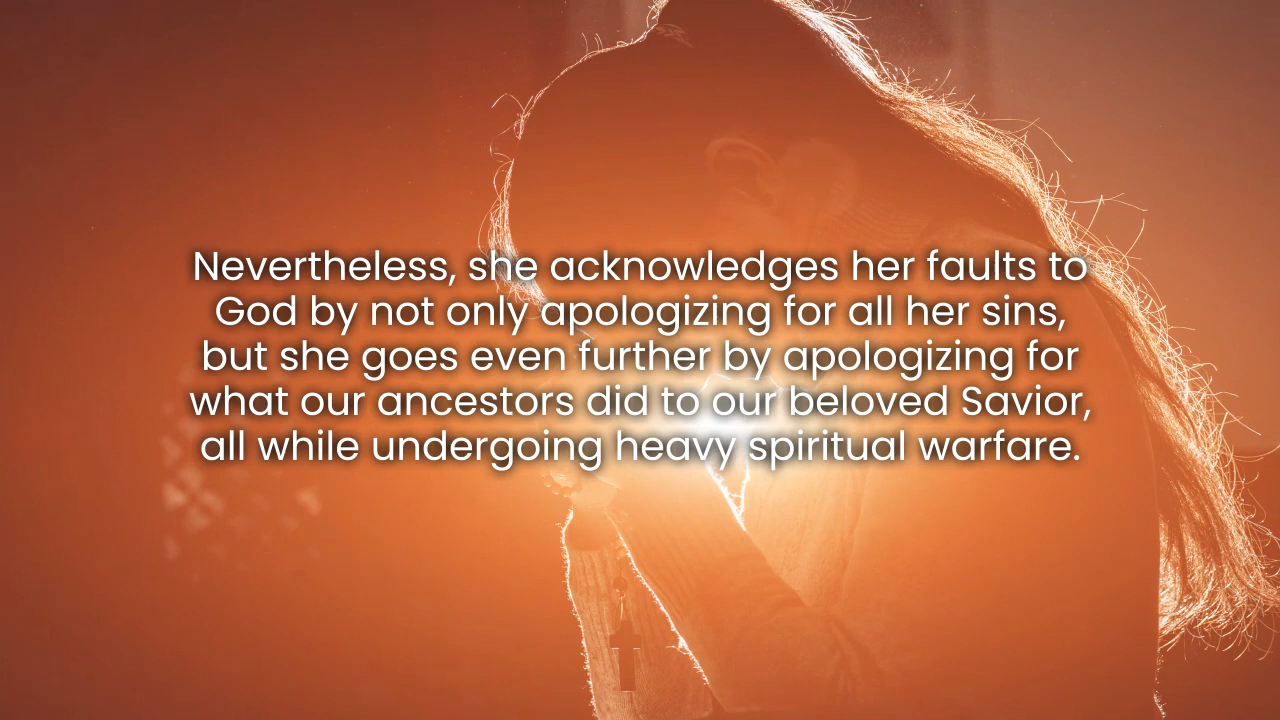 Nevertheless, she acknowledges her faults to
God by not only apologizing for all her sins,
but she goes even further by apologizing for
what our ancestors did to our beloved Savior,
all while undergoing heavy spiritual warfare.